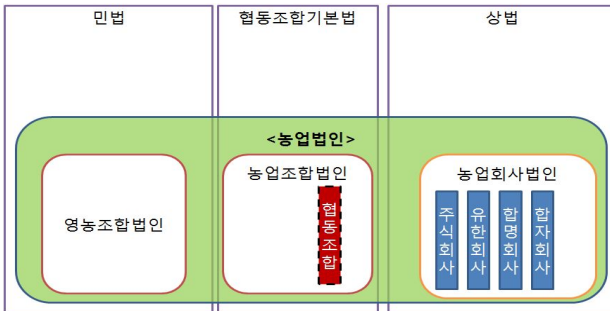 민법
협동조합기본법
상법
<농업법인>
영농조합법인
농업조합법인
협동조합
농업회사법인
주식회사
유한회사
합명회사
합자회사